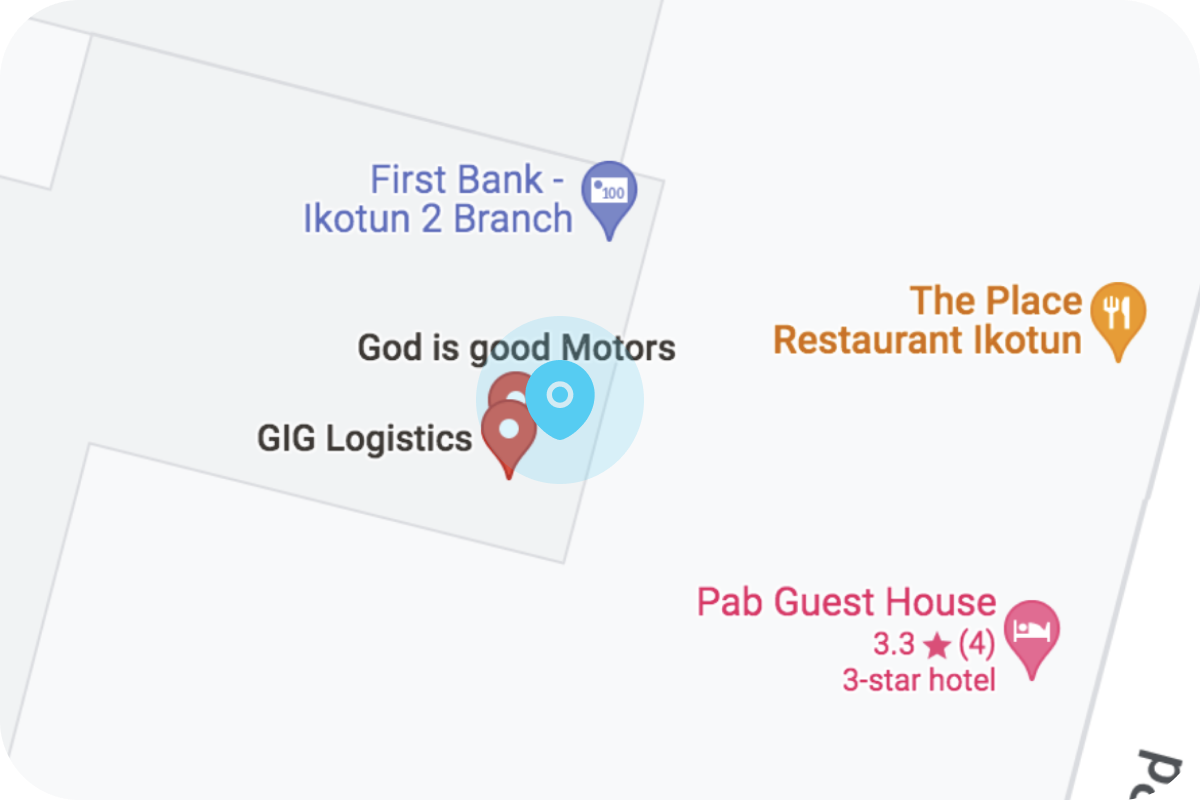 First Bank -
Ikotun 2 Branch
100
The Place
Restaurant Ikotun
God is good Motors
GIG Logistics
Pab Guest House
3.3 ★ (4)
3-star hotel